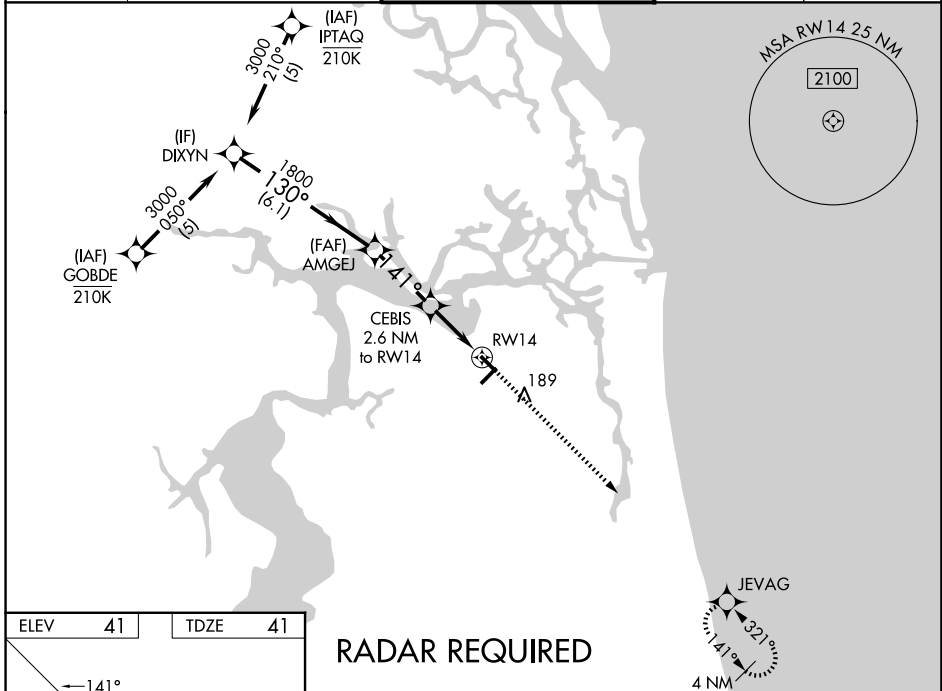 (IAF)
IPTAQ
210K
3000
210°
(5)
MSA RW14 25 NM
2100
(IF)
DIXYN
1800
130°
(6.1)
3000
050°
(5)
(IAF)
GOBDE
210K
(FAF)
AMGEJ
141°
CEBIS
2.6 NM
to RW14
RW14
189
JEVAG
321°
141°
4 NM
ELEV 41
TDZE 41
RADAR REQUIRED
141°